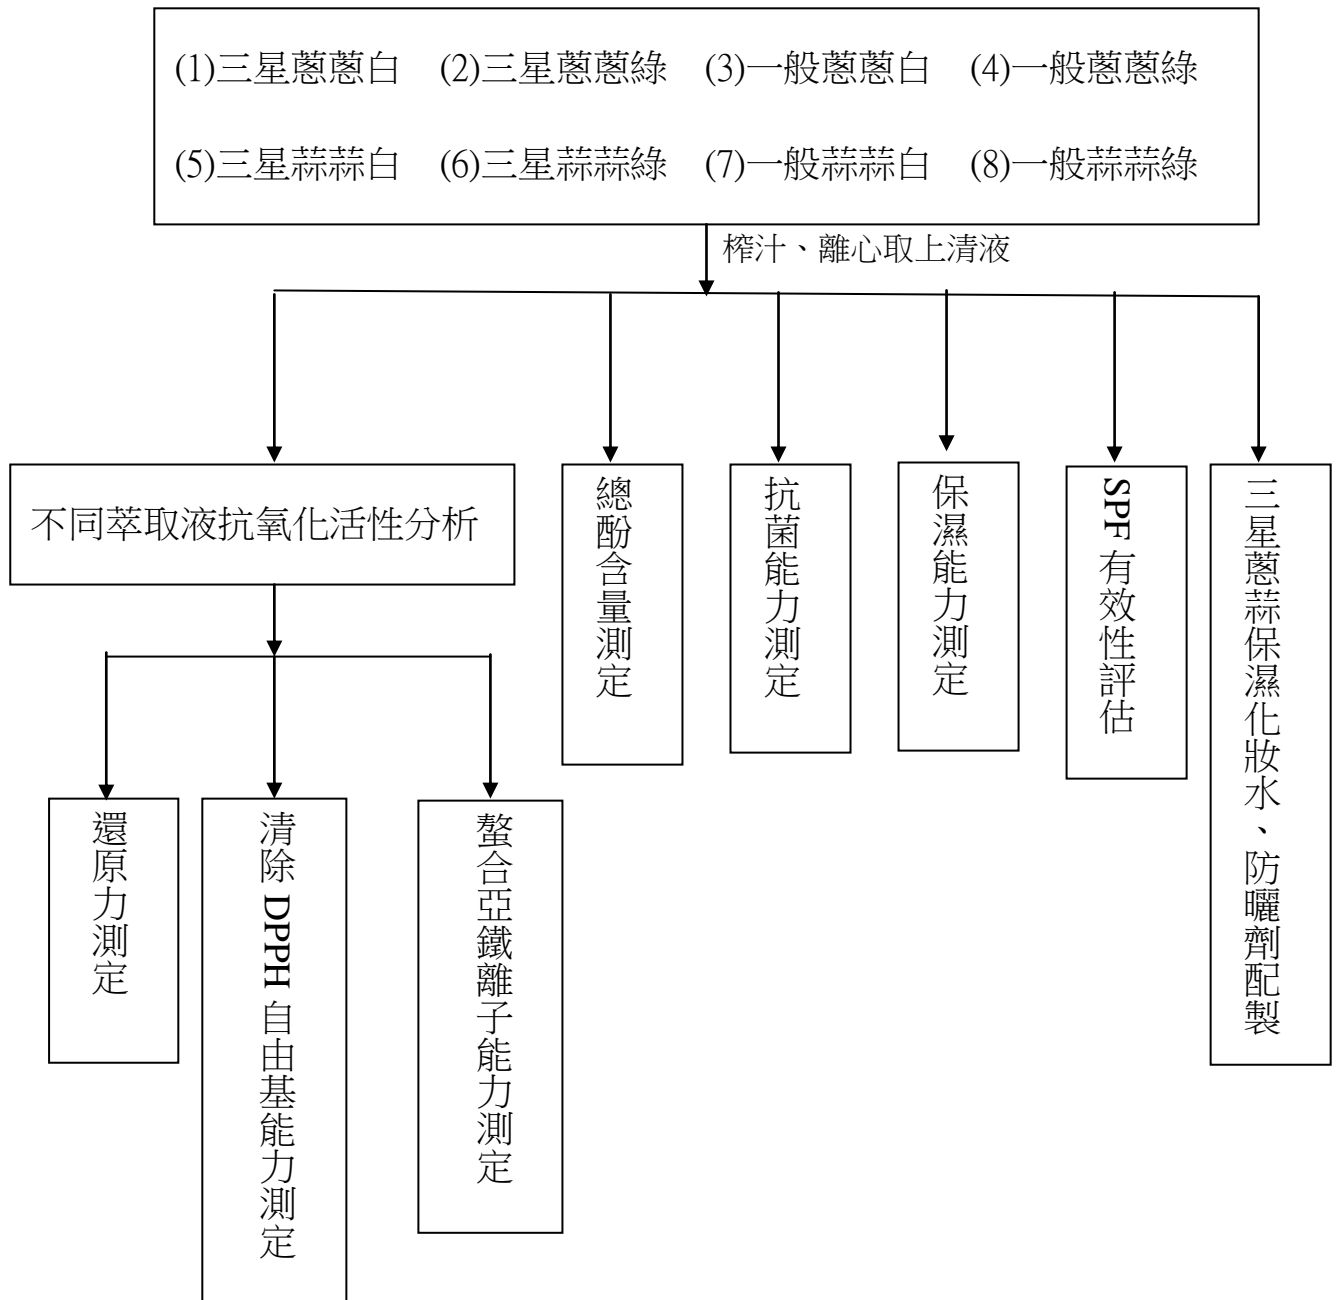 (1)三星蔥蔥白 (2)三星蔥蔥綠 (3)一般蔥蔥白 (4)一般蔥蔥綠
(5)三星蒜蒜白 (6)三星蒜蒜綠 (7)一般蒜蒜白 (8)一般蒜蒜綠
榨汁、離心取上清液
不同萃取液抗氧化活性分析
總酚含量測定
抗菌能力測定
保濕能力測定
SPF 有效性評估
三星蔥蒜保濕化妝水、防曬劑配製
還原力測定
清除 DPPH 自由基能力測定
螯合亞鐵離子能力測定